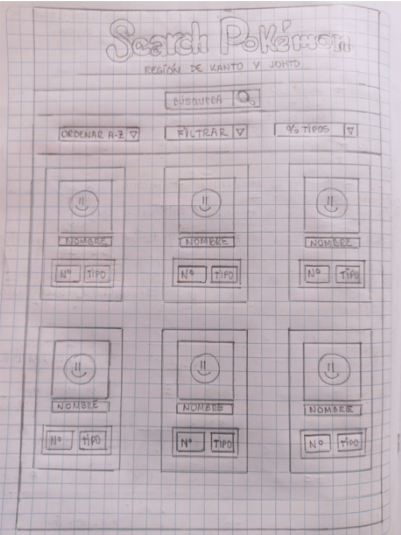 Search Pokémon
REGIÓN DE KANTO Y JOHTO
BÚSQUEDA
ORDENAR A-Z FILTRAR % TIPOS
NOMBRE NOMBRE NOMBRE
Nº TIPO Nº TIPO Nº TIPO
NOMBRE NOMBRE NOMBRE
Nº TIPO Nº TIPO Nº TIPO